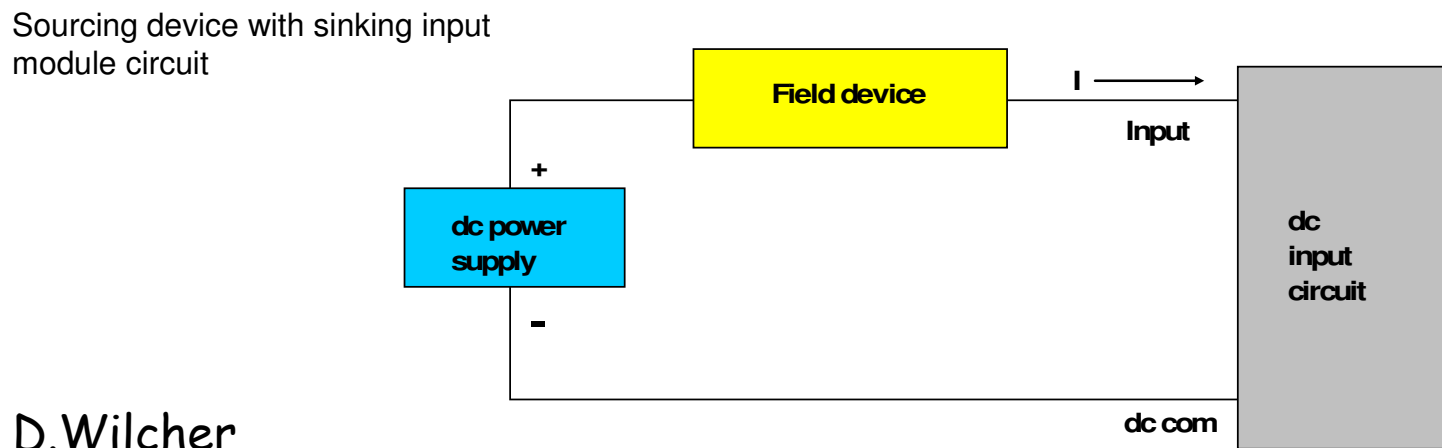 Sourcing device with sinking input
module circuit
Field device
I
Input
+
dc power
supply
-
dc
input
circuit
dc com
D.Wilcher